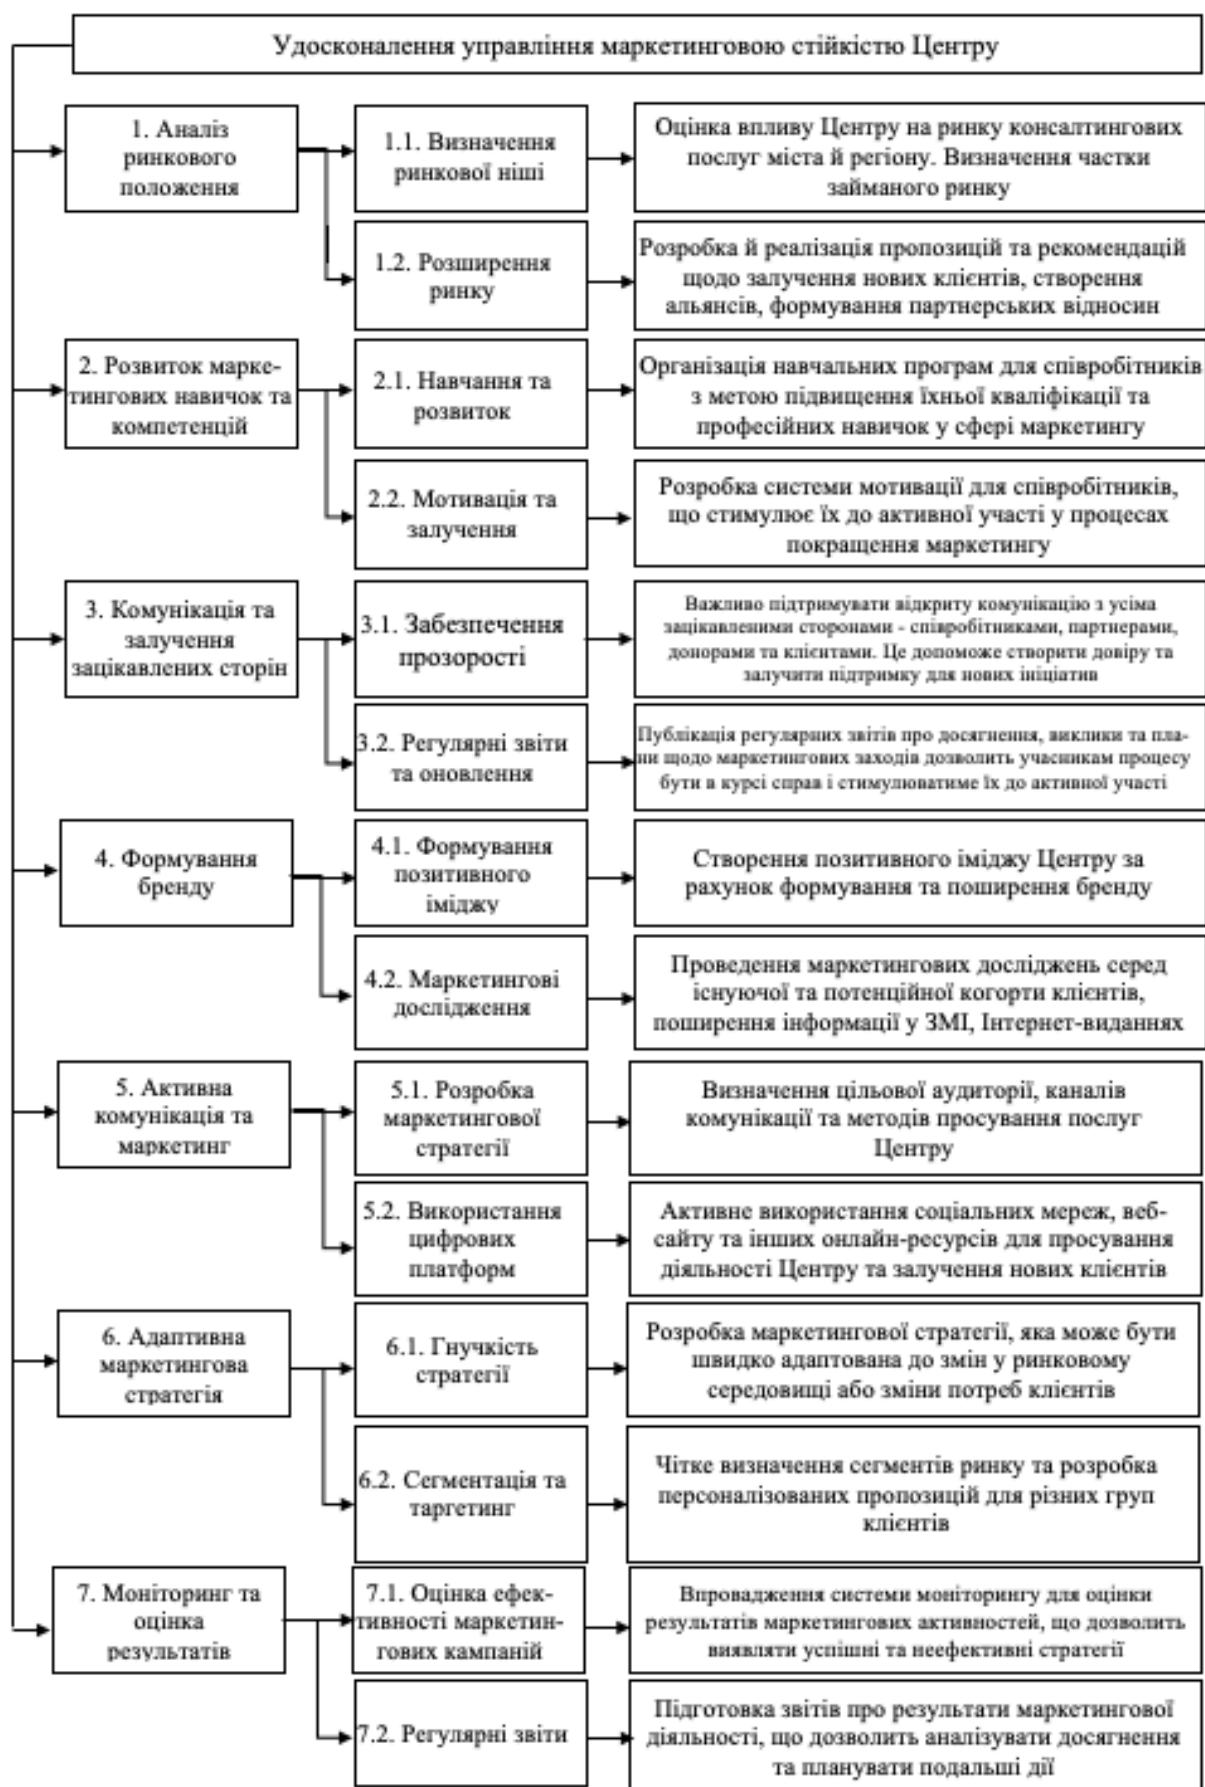 Удосконалення управління маркетинговою стійкістю Центру
1. Аналіз
ринкового
положення
1.1. Визначення
ринкової ніші
Оцінка впливу Центру на ринку консалтингових
послуг міста й регіону. Визначення частки
займаного ринку
1.2. Розширення
ринку
Розробка й реалізація пропозицій та рекомендацій
щодо залучення нових клієнтів, створення
альянсів, формування партнерських відносин
2. Розвиток марке-
тингових навичок та
компетенцій
2.1. Навчання та
розвиток
Організація навчальних програм для співробітників
з метою підвищення їхньої кваліфікації та
професійних навичок у сфері маркетингу
2.2. Мотивація та
залучення
Розробка системи мотивації для співробітників,
що стимулює їх до активної участі у процесах
покращення маркетингу
3. Комунікація та
залучення
зацікавлених сторін
3.1. Забезпечення
прозорості
Важливо підтримувати відкриту комунікацію з усіма
зацікавленими сторонами - співробітниками, партнерами,
донорами та клієнтами. Це допоможе створити довіру та
залучити підтримку для нових ініціатив
3.2. Регулярні звіти
та оновлення
Публікація регулярних звітів про досягнення, виклики та пла-
ни щодо маркетингових заходів дозволить учасникам процесу
бути в курсі справ і стимулюватиме їх до активної участі
4. Формування
бренду
4.1. Формування
позитивного
іміджу
Створення позитивного іміджу Центру за
рахунок формування та поширення бренду
4.2. Маркетингові
дослідження
Проведення маркетингових досліджень серед
існуючої та потенційної когорти клієнтів,
поширення інформації у ЗМІ, Інтернет-виданнях
5. Активна
комунікація та
маркетинг
5.1. Розробка
маркетингової
стратегії
Визначення цільової аудиторії, каналів
комунікації та методів просування послуг
Центру
5.2. Використання
цифрових
платформ
Активне використання соціальних мереж, веб-
сайту та інших онлайн-ресурсів для просування
діяльності Центру та залучення нових клієнтів
6. Адаптивна
маркетингова
стратегія
6.1. Гнучкість
стратегії
Розробка маркетингової стратегії, яка може бути
швидко адаптована до змін у ринковому
середовищі або зміни потреб клієнтів
6.2. Сегментація та
таргетинг
Чітке визначення сегментів ринку та розробка
персоналізованих пропозицій для різних груп
клієнтів
7. Моніторинг та
оцінка
результатів
7.1. Оцінка ефек-
тивності маркетин-
гових кампаній
Впровадження системи моніторингу для оцінки
результатів маркетингових активностей, що дозволить
виявляти успішні та неефективні стратегії
7.2. Регулярні звіти
Підготовка звітів про результати маркетингової
діяльності, що дозволить аналізувати досягнення
та планувати подальші дії